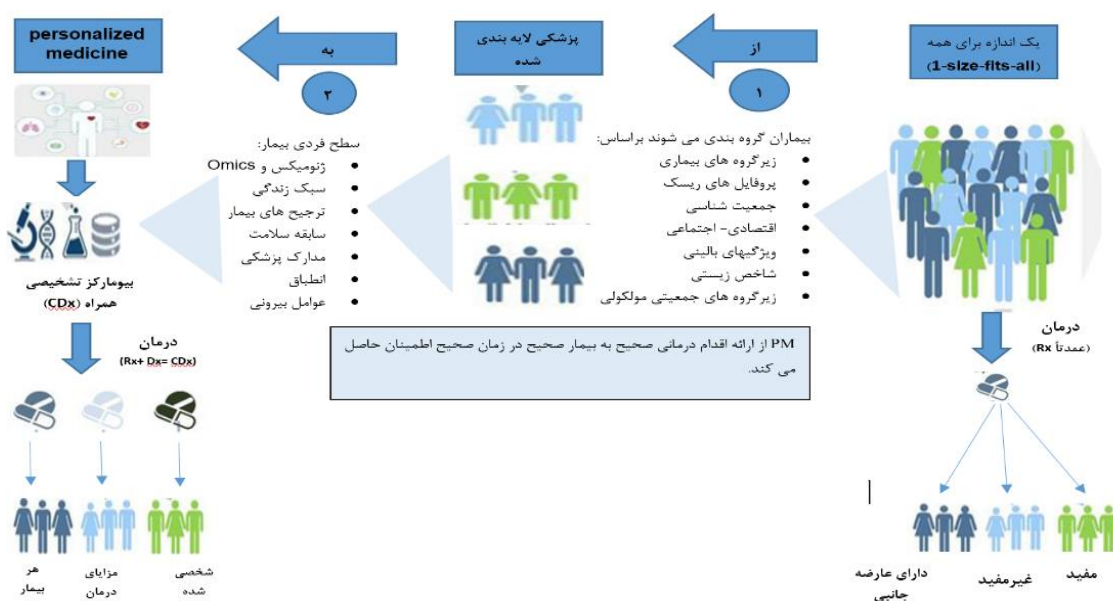 یک اندازه برای همه
(1-size-fits-all)
از
۱
پزشکی لایه بندی
شده
به
۲
personalized
medicine
بیماران گروه بندی می شوند براساس:
زیرگروه های بیماری
پروفایل های ریسک
جمعیت شناسی
اقتصادی- اجتماعی
ویژگیهای بالینی
شاخص زیستی
زیرگروه های جمعیتی مولکولی
سطح فردی بیمار:
ژنومیکس و Omics
سبک زندگی
ترجیح های بیمار
سابقه سلامت
مدارک پزشکی
انطباق
عوامل بیرونی
بیومارکز تشخیصی
همراه (CDx)
درمان
(عمدتاً Rx)
مفید
غیرمفید
دارای عارضه
جانبی
PM از ارائه اقدام درمانی صحیح به بیمار صحیح در زمان صحیح اطمینان حاصل
می کند.
درمان
(Rx+ Dx= CDx)
شخصی
شده
مزایای
درمان
هر
بیمار